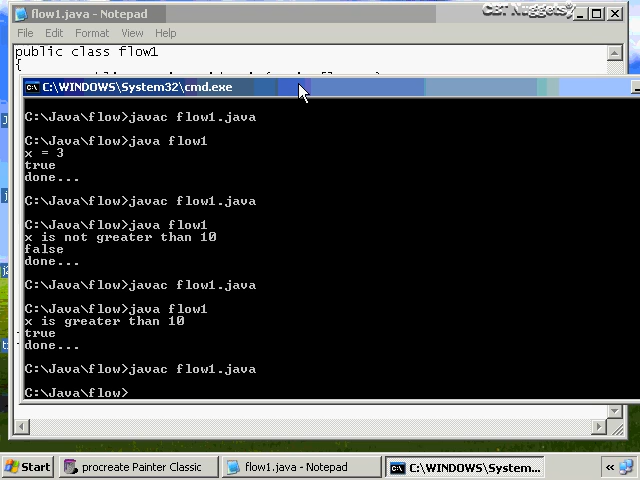 flow1.java - Notepad
CBT Nuggets
File Edit Format View Help
public class flow1
{
C:\WINDOWS\System32\cmd.exe
C:\Java\flow>javac flow1.java
C:\Java\flow>java flow1
x = 3
true
done...
C:\Java\flow>javac flow1.java
C:\Java\flow>java flow1
x is not greater than 10
false
done...
C:\Java\flow>javac flow1.java
C:\Java\flow>java flow1
x is greater than 10
true
done...
C:\Java\flow>javac flow1.java
C:\Java\flow>
Start
procreate Painter Classic
flow1.java - Notepad
C:\WINDOWS\System...
«